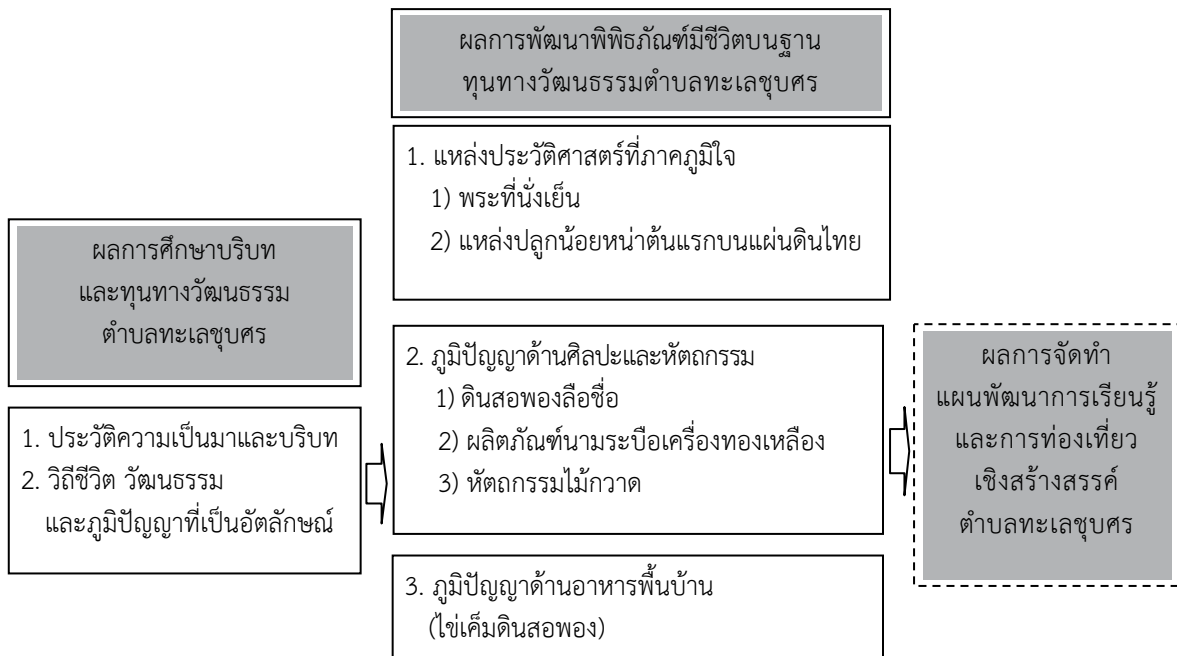 ผลการพัฒนาพิพิธภัณฑ์มีชีวิตบนฐาน
ทุนทางวัฒนธรรมตำบลทะเลชุบศร
1. แหล่งประวัติศาสตร์ที่ภาคภูมิใจ
1) พระที่นั่งเย็น
2) แหล่งปลูกน้อยหน่าต้นแรกบนแผ่นดินไทย
ผลการศึกษาบริบท
และทุนทางวัฒนธรรม
ตำบลทะเลชุบศร
1. ประวัติความเป็นมาและบริบท
2. วิถีชีวิต วัฒนธรรม
และภูมิปัญญาที่เป็นอัตลักษณ์
2. ภูมิปัญญาด้านศิลปะและหัตถกรรม
1) ดินสอพองลือชื่อ
2) ผลิตภัณฑ์นามระบือเครื่องทองเหลือง
3) หัตถกรรมไม้กวาด
3. ภูมิปัญญาด้านอาหารพื้นบ้าน
(ไข่เค็มดินสอพอง)
ผลการจัดทำ
แผนพัฒนาการเรียนรู้
และการท่องเที่ยว
เชิงสร้างสรรค์
ตำบลทะเลชุบศร